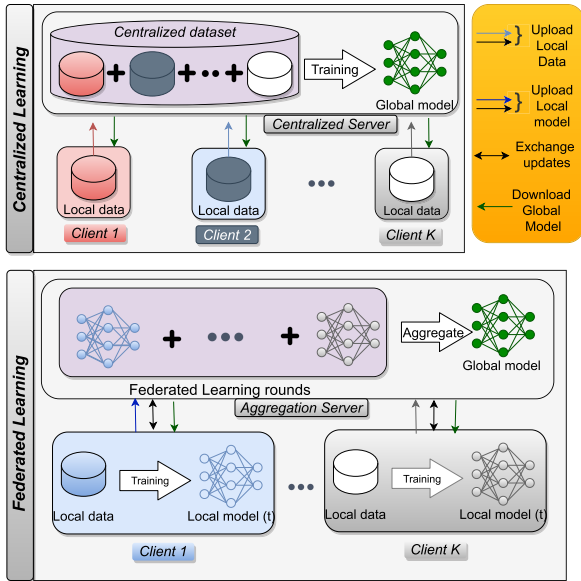 Centralized Learning
Centralized dataset
Training
Global model
Centralized Server
Local data
Local data
Local data
Client 1
Client 2
Client K
Upload
Local
Data
Upload
Local
model
Exchange
updates
Download
Global
Model
Federated Learning
Aggregate
Global model
Federated Learning rounds
Aggregation Server
Training
Local data
Local model (t)
Training
Local data
Local model (t)
Client 1
Client K